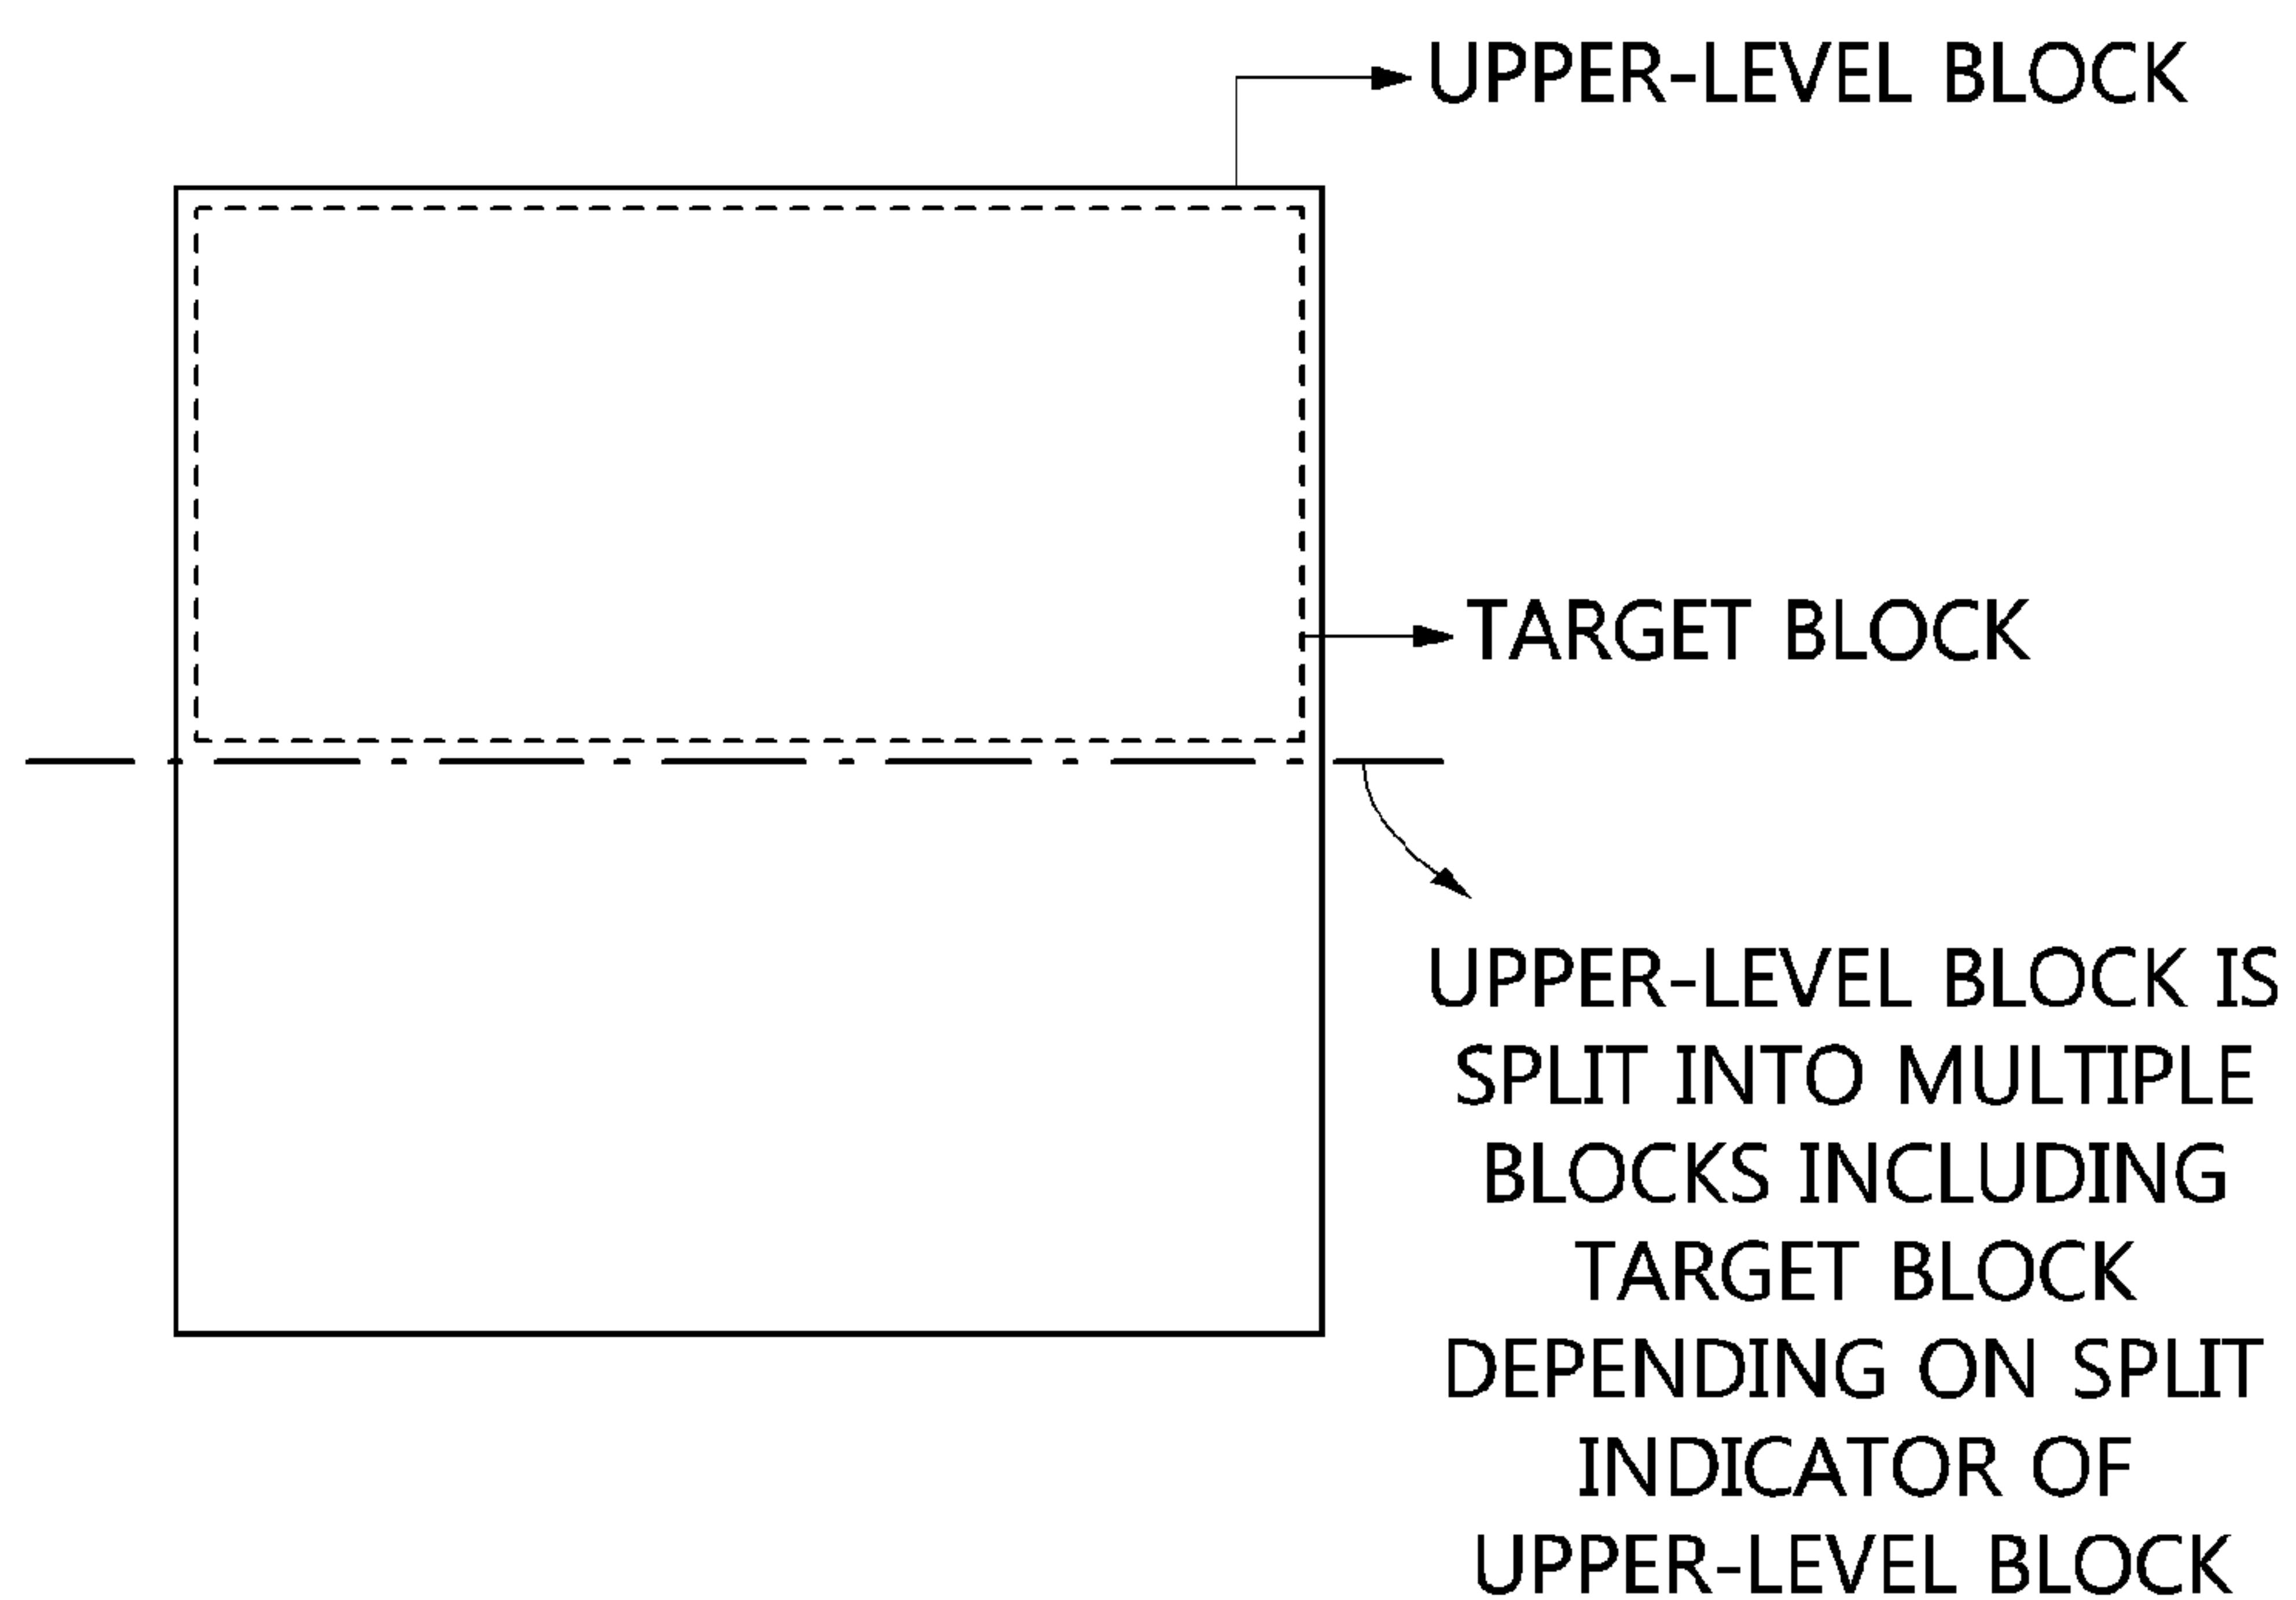 UPPER-LEVEL BLOCK
TARGET BLOCK
UPPER-LEVEL BLOCK IS
SPLIT INTO MULTIPLE
BLOCKS INCLUDING
TARGET BLOCK
DEPENDING ON SPLIT
INDICATOR OF
UPPER-LEVEL BLOCK